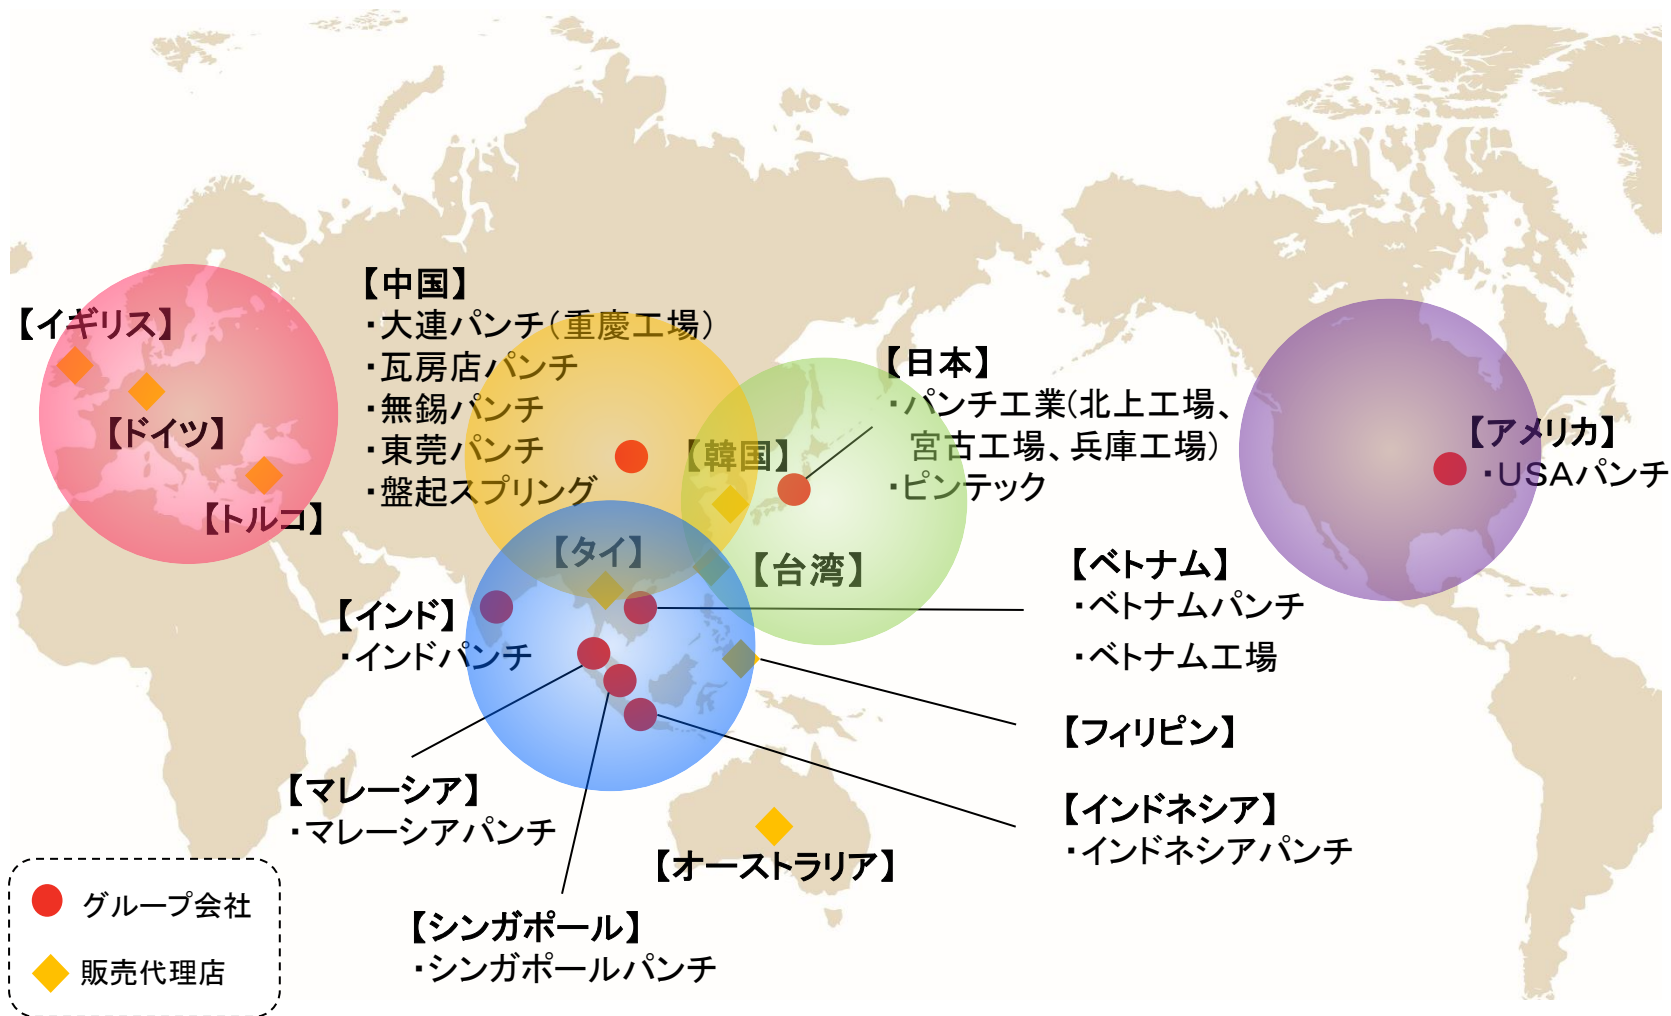 【イギリス】
【ドイツ】
【トルコ】
【中国】
・大連パンチ（重慶工場）
・瓦房店パンチ
・無錫パンチ
・東莞パンチ
・盤起スプリング
【韓国】
【日本】
・パンチ工業(北上工場、
宮古工場、兵庫工場)
・ピンテック
【アメリカ】
・USAパンチ
【タイ】
【台湾】
【インド】
・インドパンチ
【ベトナム】
・ベトナムパンチ
・ベトナム工場
【フィリピン】
【マレーシア】
・マレーシアパンチ
【インドネシア】
・インドネシアパンチ
【オーストラリア】
【シンガポール】
・シンガポールパンチ
グループ会社
販売代理店